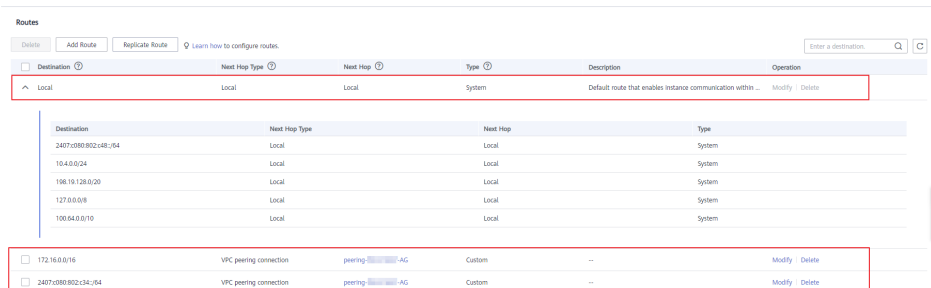 Routes
Delete Add Route Replicate Route Learn how to configure routes. Enter a destination.
Destination Next Hop Type Next Hop Type Description Operation
Local Local Local System Default route that enables instance communication within ... Modify Delete
Destination Next Hop Type Next Hop Type
2407:c080:802:c48::/64 Local Local System
10.4.0.0/24 Local Local System
198.19.128.0/20 Local Local System
127.0.0.0/8 Local Local System
100.64.0.0/10 Local Local System
172.16.0.0/16 VPC peering connection peering- -AG Custom -- Modify Delete
2407:c080:802:c34::/64 VPC peering connection peering- -AG Custom -- Modify Delete